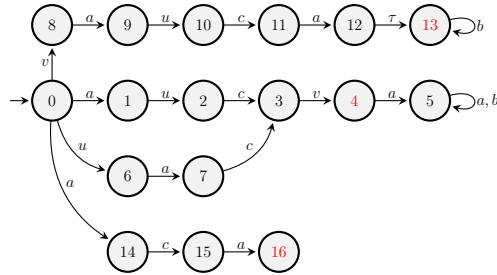 8 a 9 u 10 c 11 a 12 τ 13 b
v
0 a 1 u 2 c 3 v 4 a 5 a, b
u 6 a 7 c
a
14 c 15 a 16